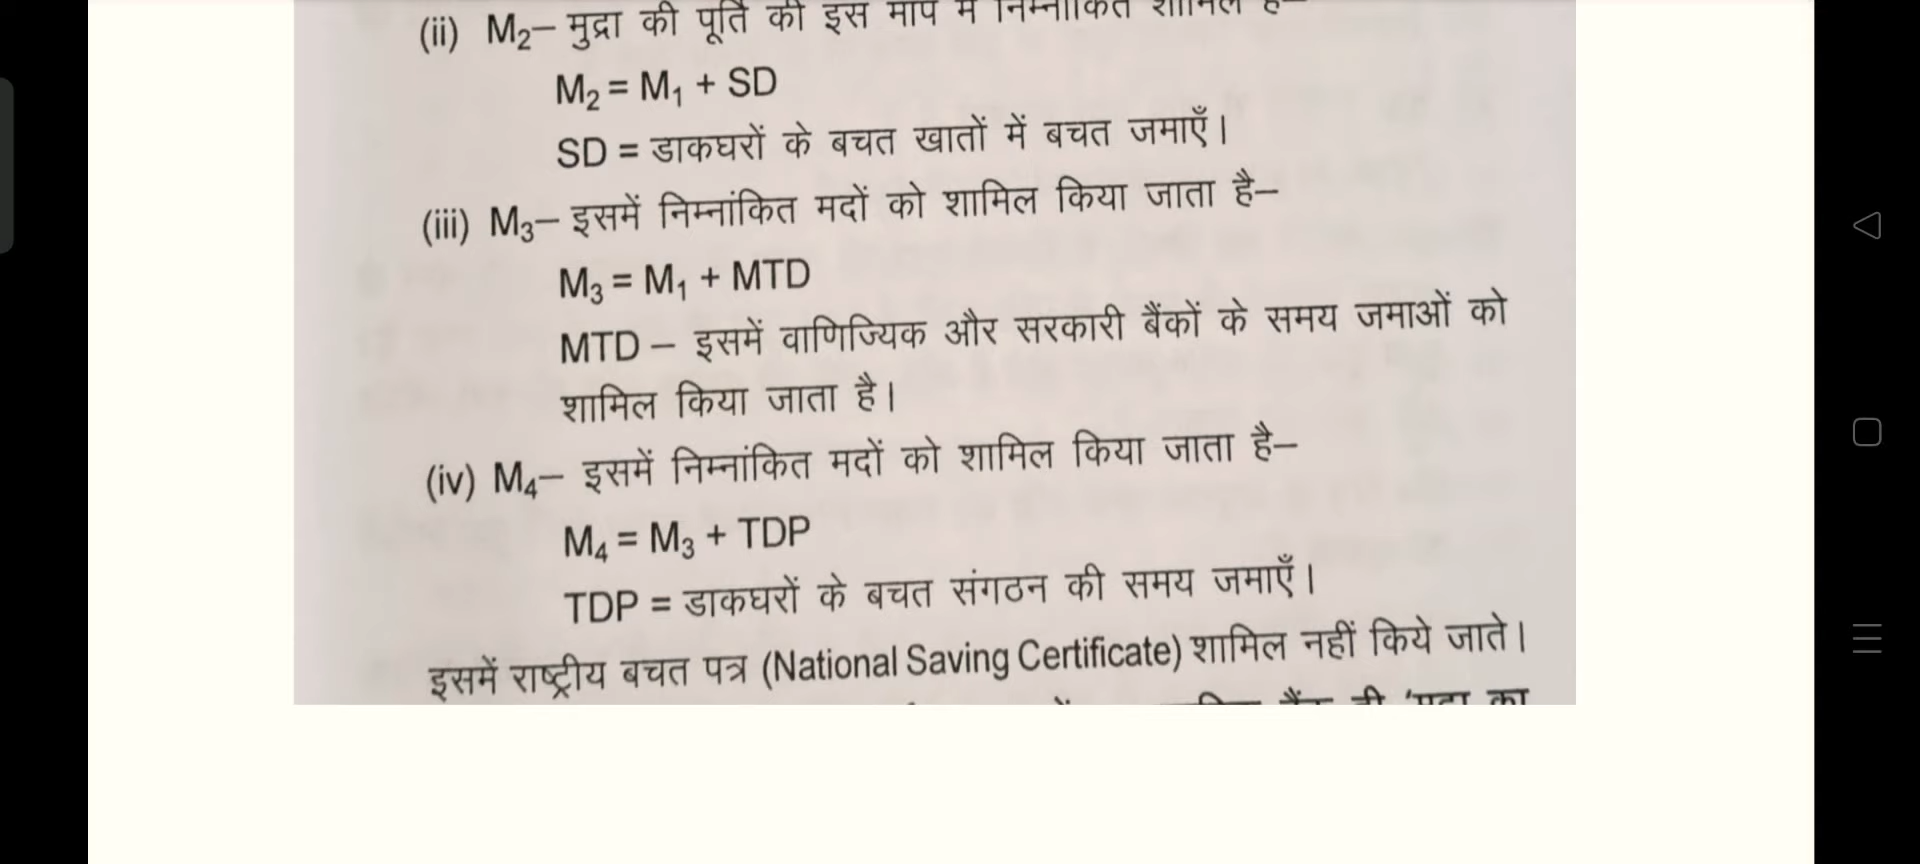 (ii) M₂– मुद्रा की पूर्ति की इस माप में निम्नांकित शामिल है–
M₂ = M₁ + SD
SD = डाकघरों के बचत खातों में बचत जमाएँ।
(iii) M₃– इसमें निम्नांकित मदों को शामिल किया जाता है–
M₃ = M₁ + MTD
MTD – इसमें वाणिज्यिक और सरकारी बैंकों के समय जमाओं को
शामिल किया जाता है।
(iv) M₄– इसमें निम्नांकित मदों को शामिल किया जाता है–
M₄ = M₃ + TDP
TDP = डाकघरों के बचत संगठन की समय जमाएँ।
इसमें राष्ट्रीय बचत पत्र (National Saving Certificate) शामिल नहीं किये जाते।